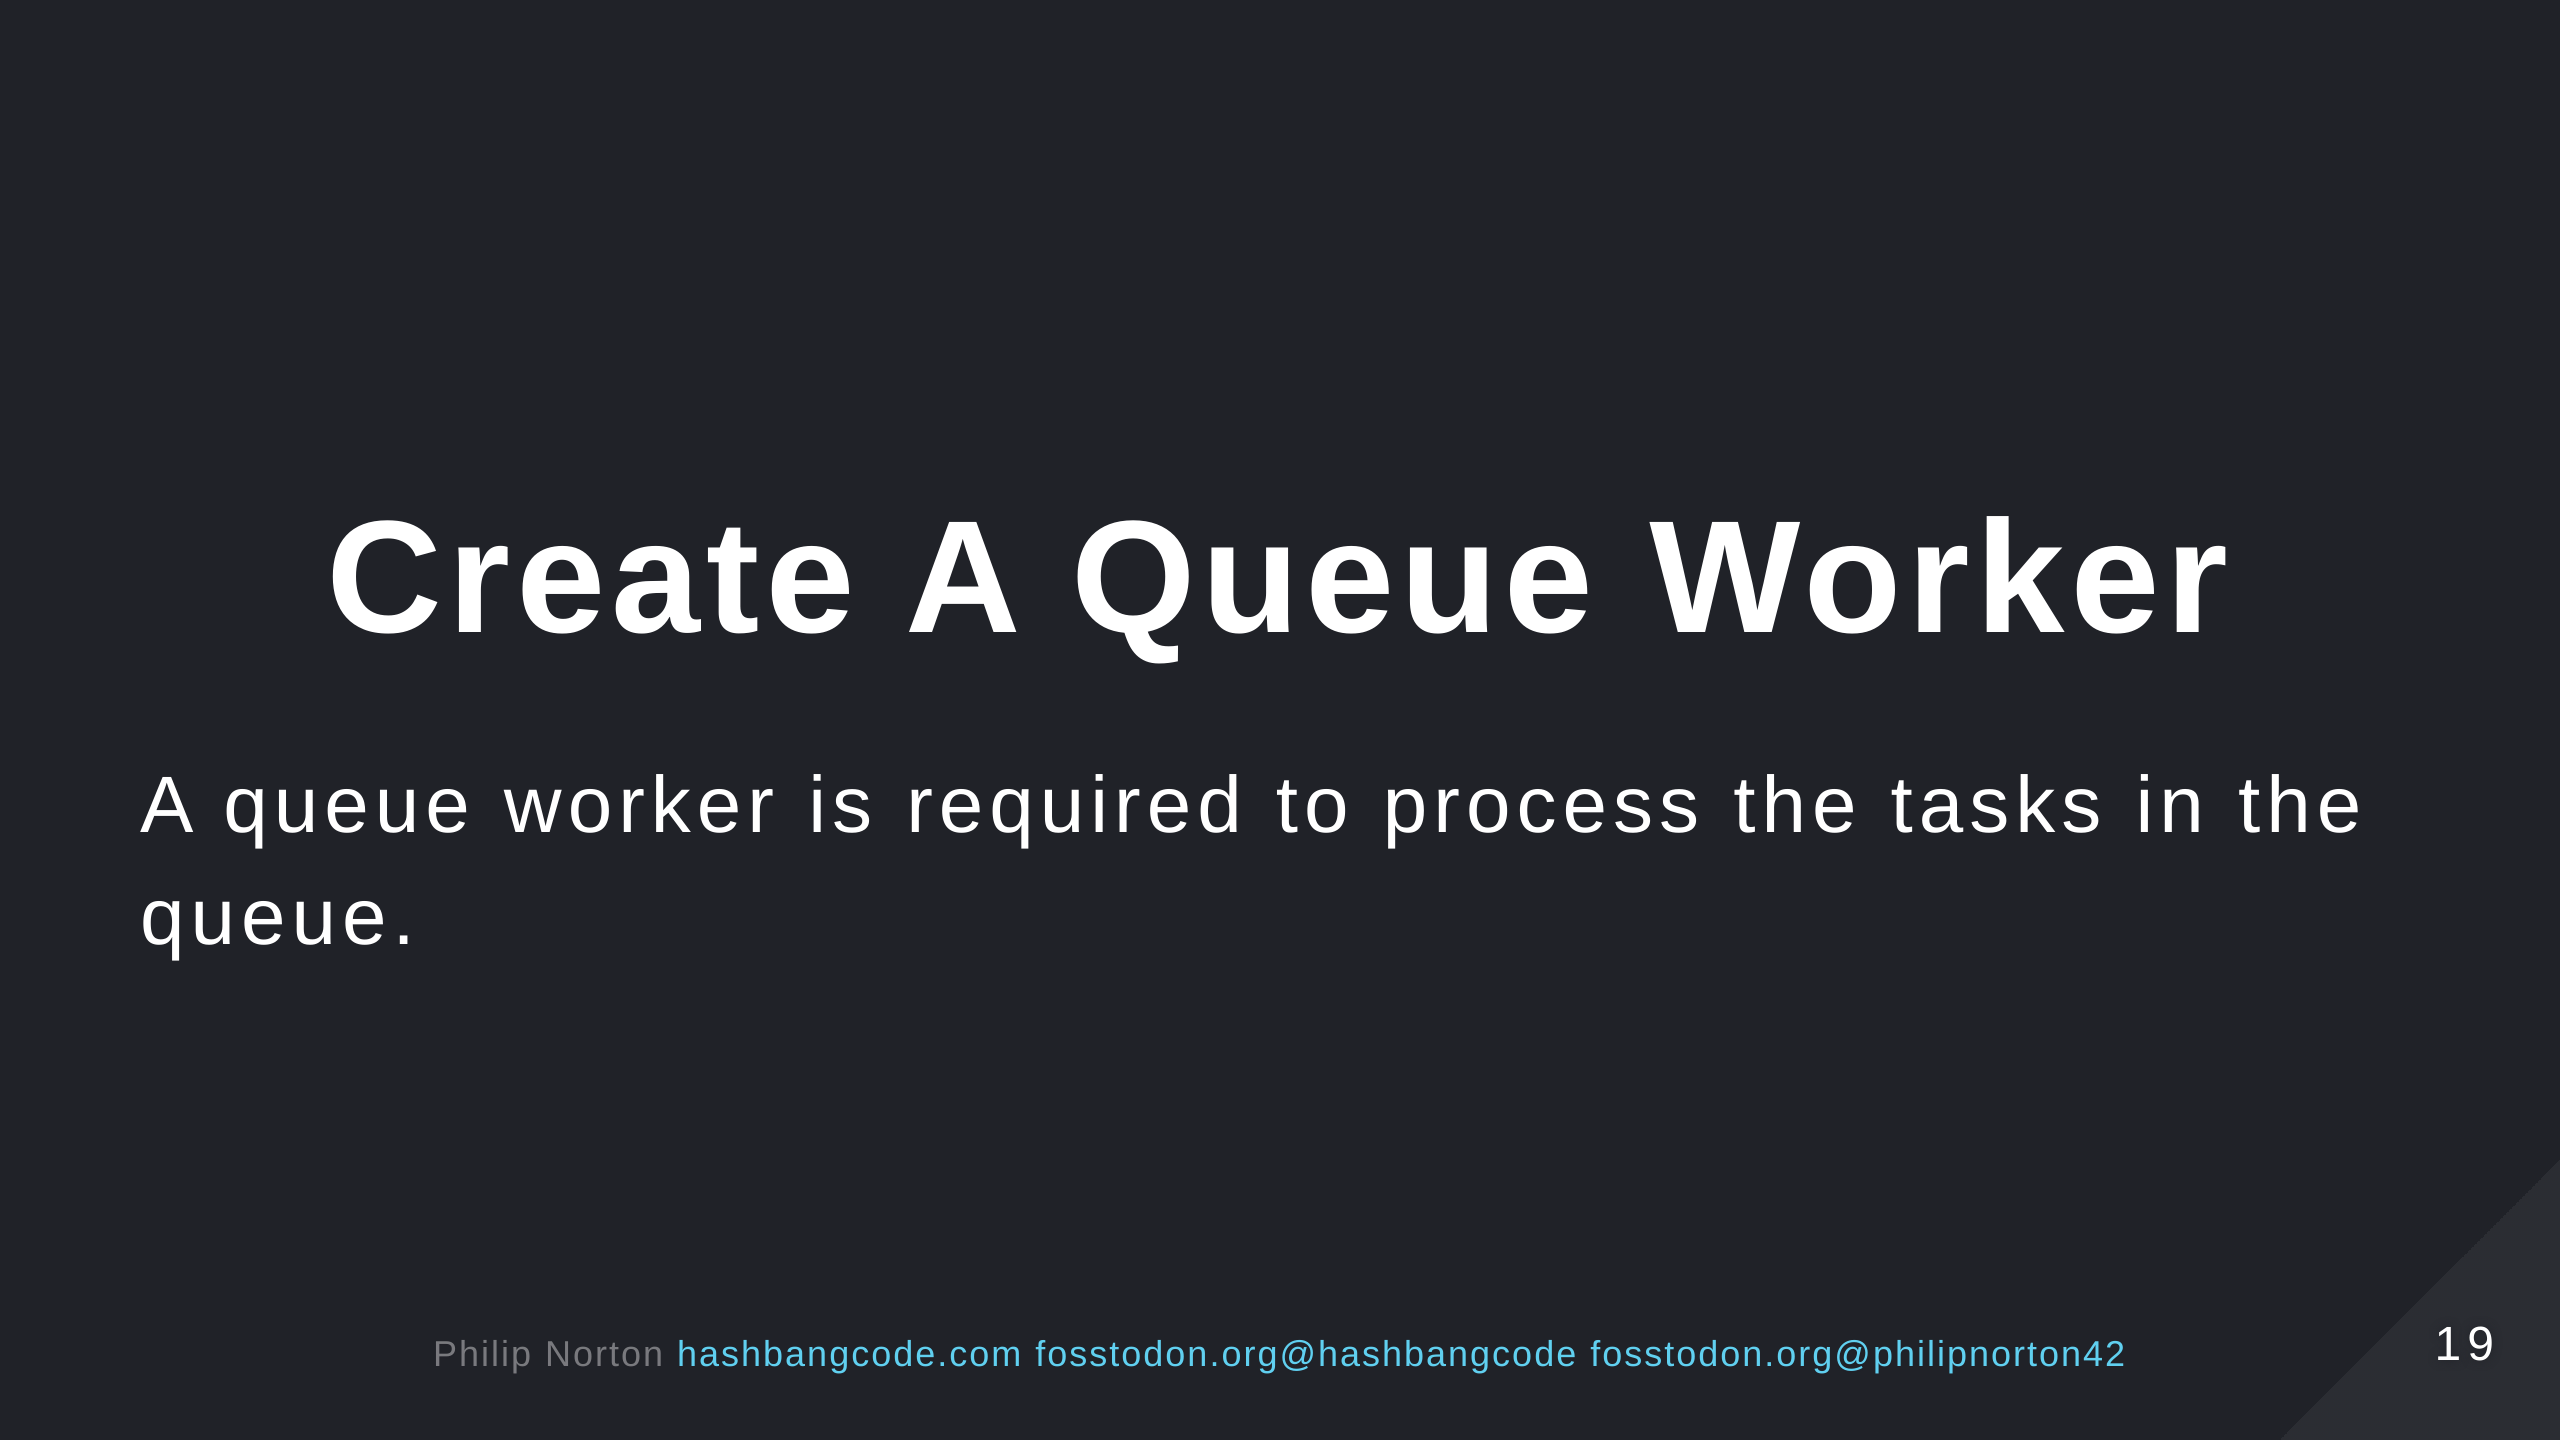 Create A Queue Worker
A queue worker is required to process the tasks in the
queue.
Philip Norton hashbangcode.com fosstodon.org@hashbangcode fosstodon.org@philipnorton42
19